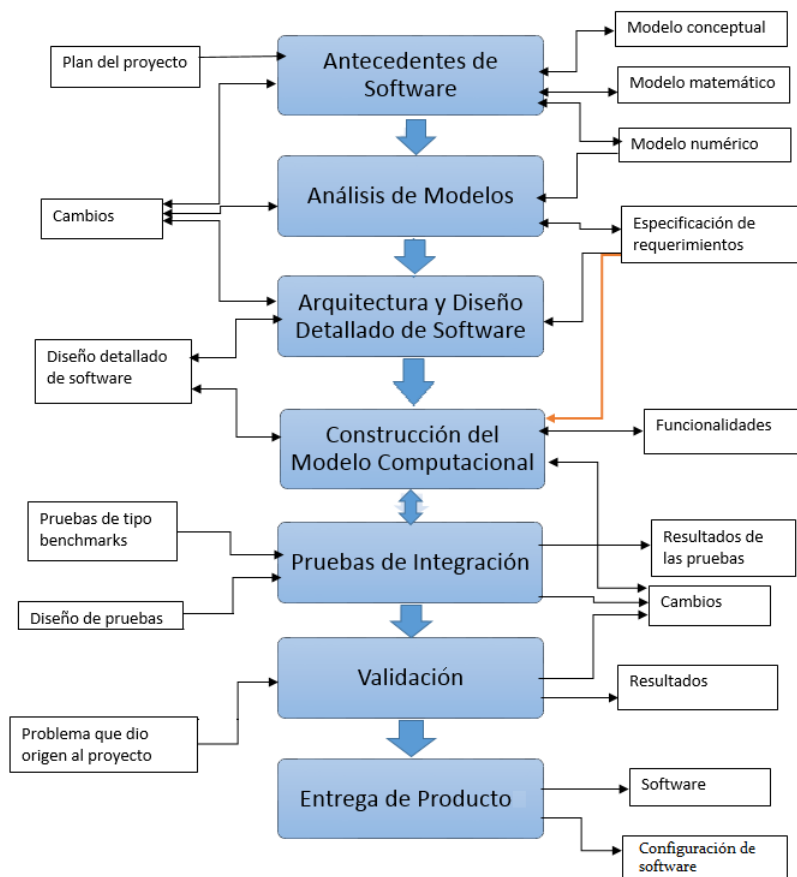 Modelo conceptual
Plan del proyecto
Antecedentes de
Software
Modelo matemático
Modelo numérico
Análisis de Modelos
Cambios
Especificación de
requerimientos
Arquitectura y Diseño
Detallado de Software
Diseño detallado
de software
Construcción del
Modelo Computacional
Funcionalidades
Pruebas de tipo
benchmarks
Pruebas de Integración
Resultados de
las pruebas
Diseño de pruebas
Cambios
Validación
Resultados
Problema que dio
origen al proyecto
Entrega de Producto
Software
Configuración de
software